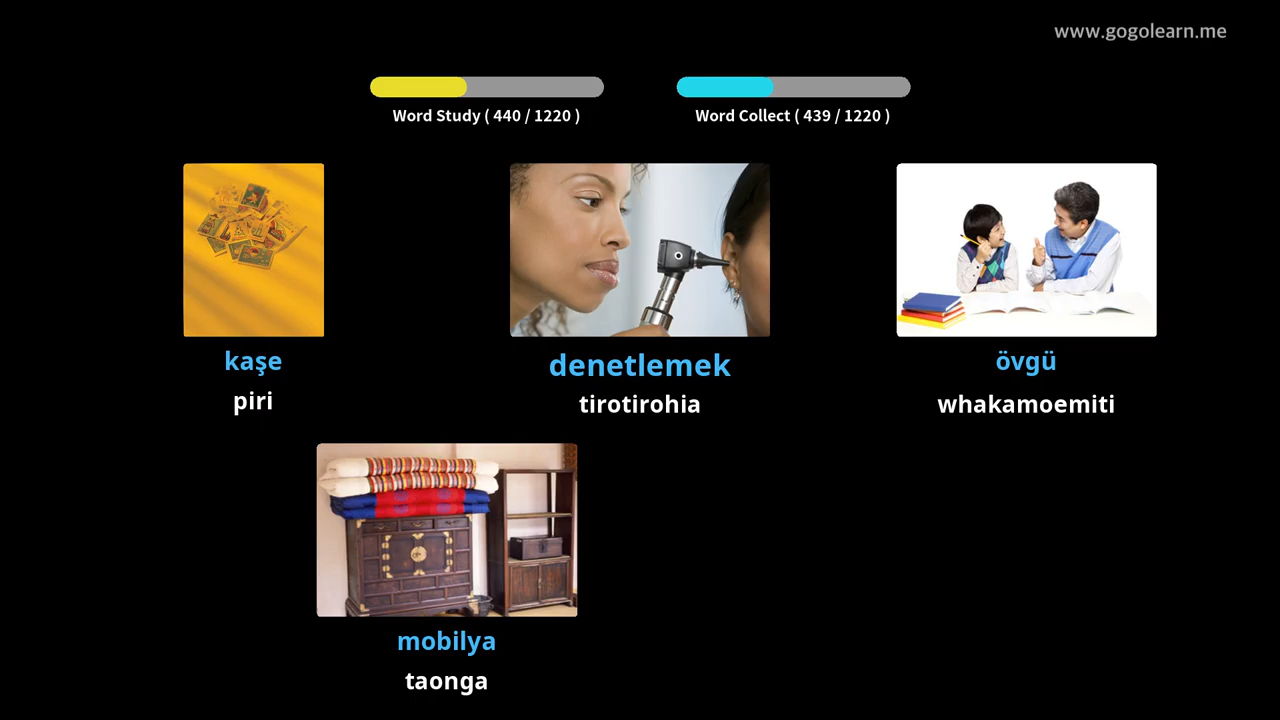 www.gogolearn.me
Word Study ( 440 / 1220 )
Word Collect ( 439 / 1220 )
kaşe
piri
denetlemek
tirotirohia
övgü
whakamoemiti
mobilya
taonga